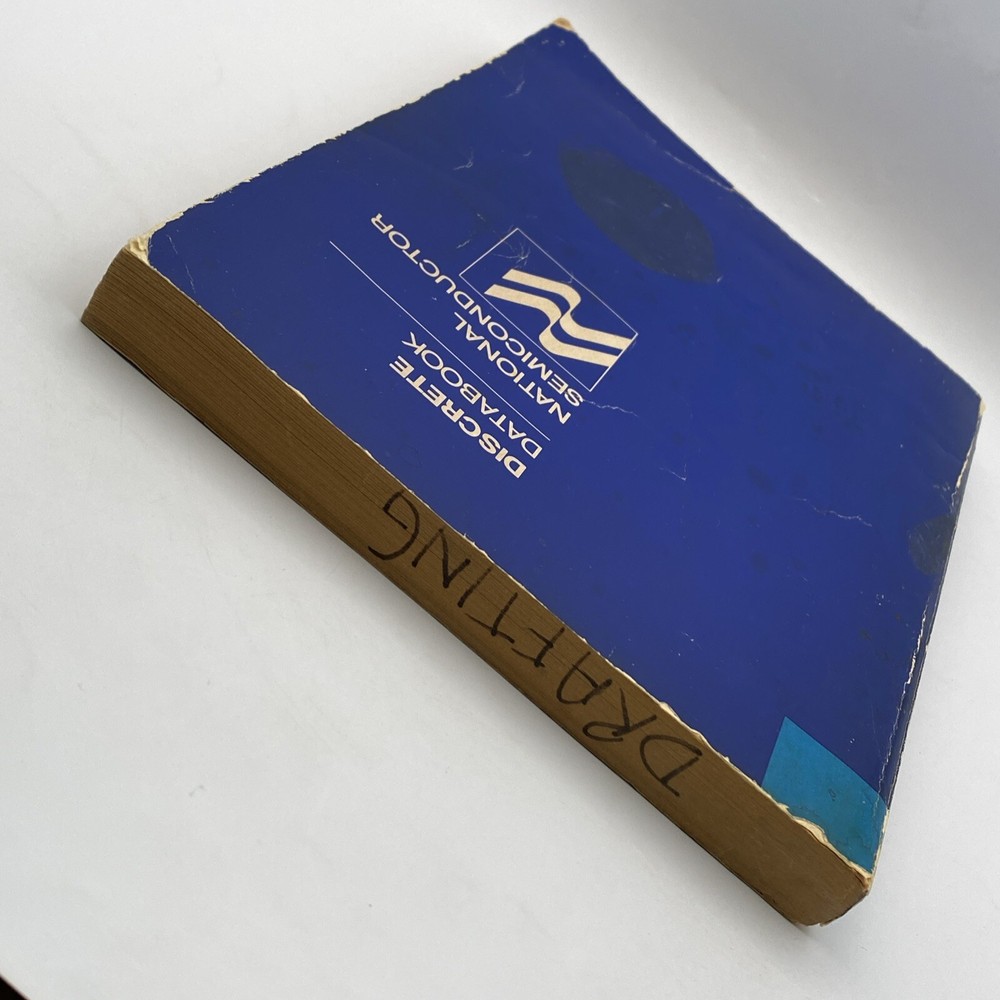 DRAFTING
DISCRETE
DATABOOK
NATIONAL
SEMICONDUCTOR